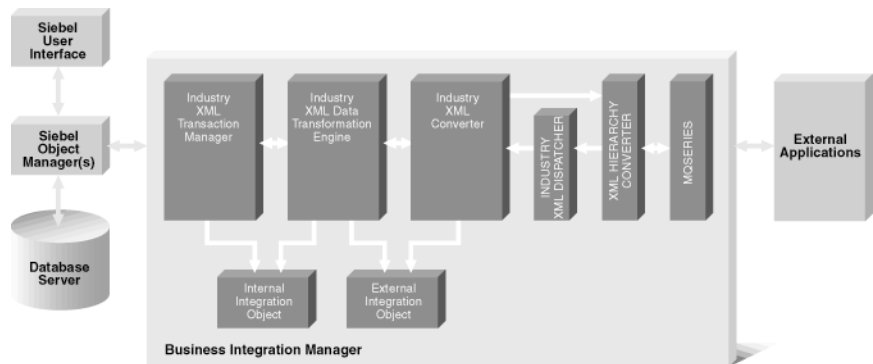 Siebel
User
Interface
Siebel
Object
Manager(s)
Database
Server
Industry
XML
Transaction
Manager
Industry
XML Data
Transformation
Engine
Industry
XML
Converter
INDUSTRY
XML DISPATCHER
XML HIERARCHY
CONVERTER
MQSERIES
External
Applications
Internal
Integration
Object
External
Integration
Object
Business Integration Manager